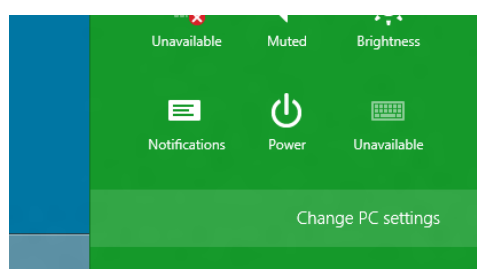 Unavailable Muted Brightness
Notifications Power Unavailable
Change PC settings